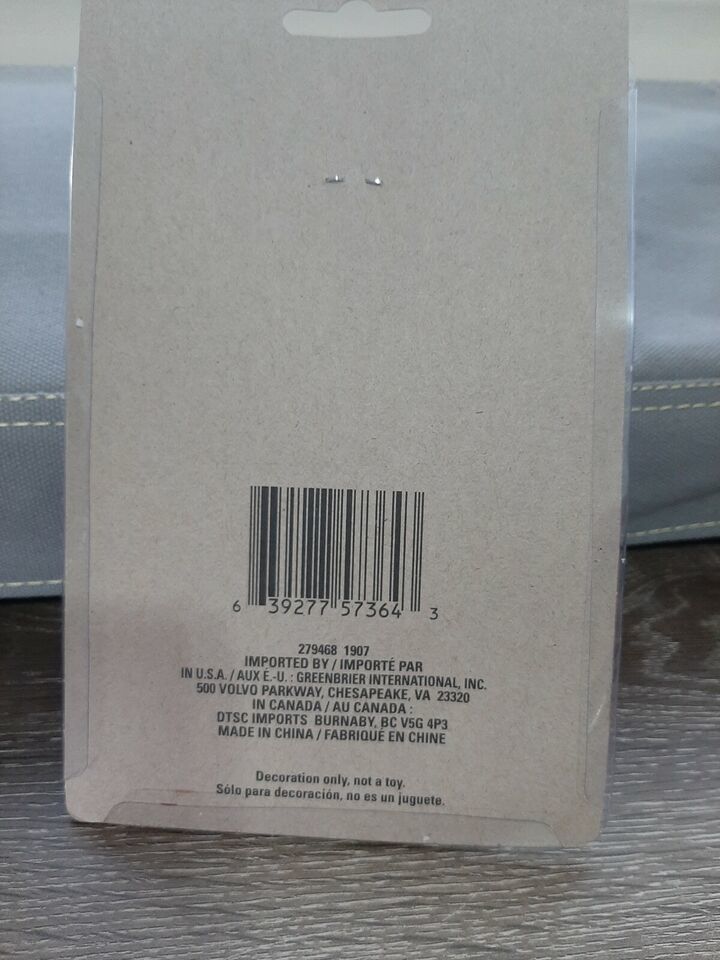 6 39277 57364 3
279468 1907
IMPORTED BY / IMPORTÉ PAR
IN U.S.A. / AUX É.-U. : GREENBRIER INTERNATIONAL, INC.
500 VOLVO PARKWAY, CHESAPEAKE, VA 23320
IN CANADA / AU CANADA :
DTSC IMPORTS BURNABY, BC V5G 4P3
MADE IN CHINA / FABRIQUÉ EN CHINE
Decoration only, not a toy.
Sólo para decoración, no es un juguete.